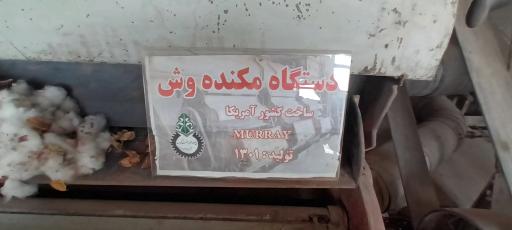 دستگاه مکنده وش
ساخت کشور آمریکا
MURRAY
تولید: ۱۳۰۱